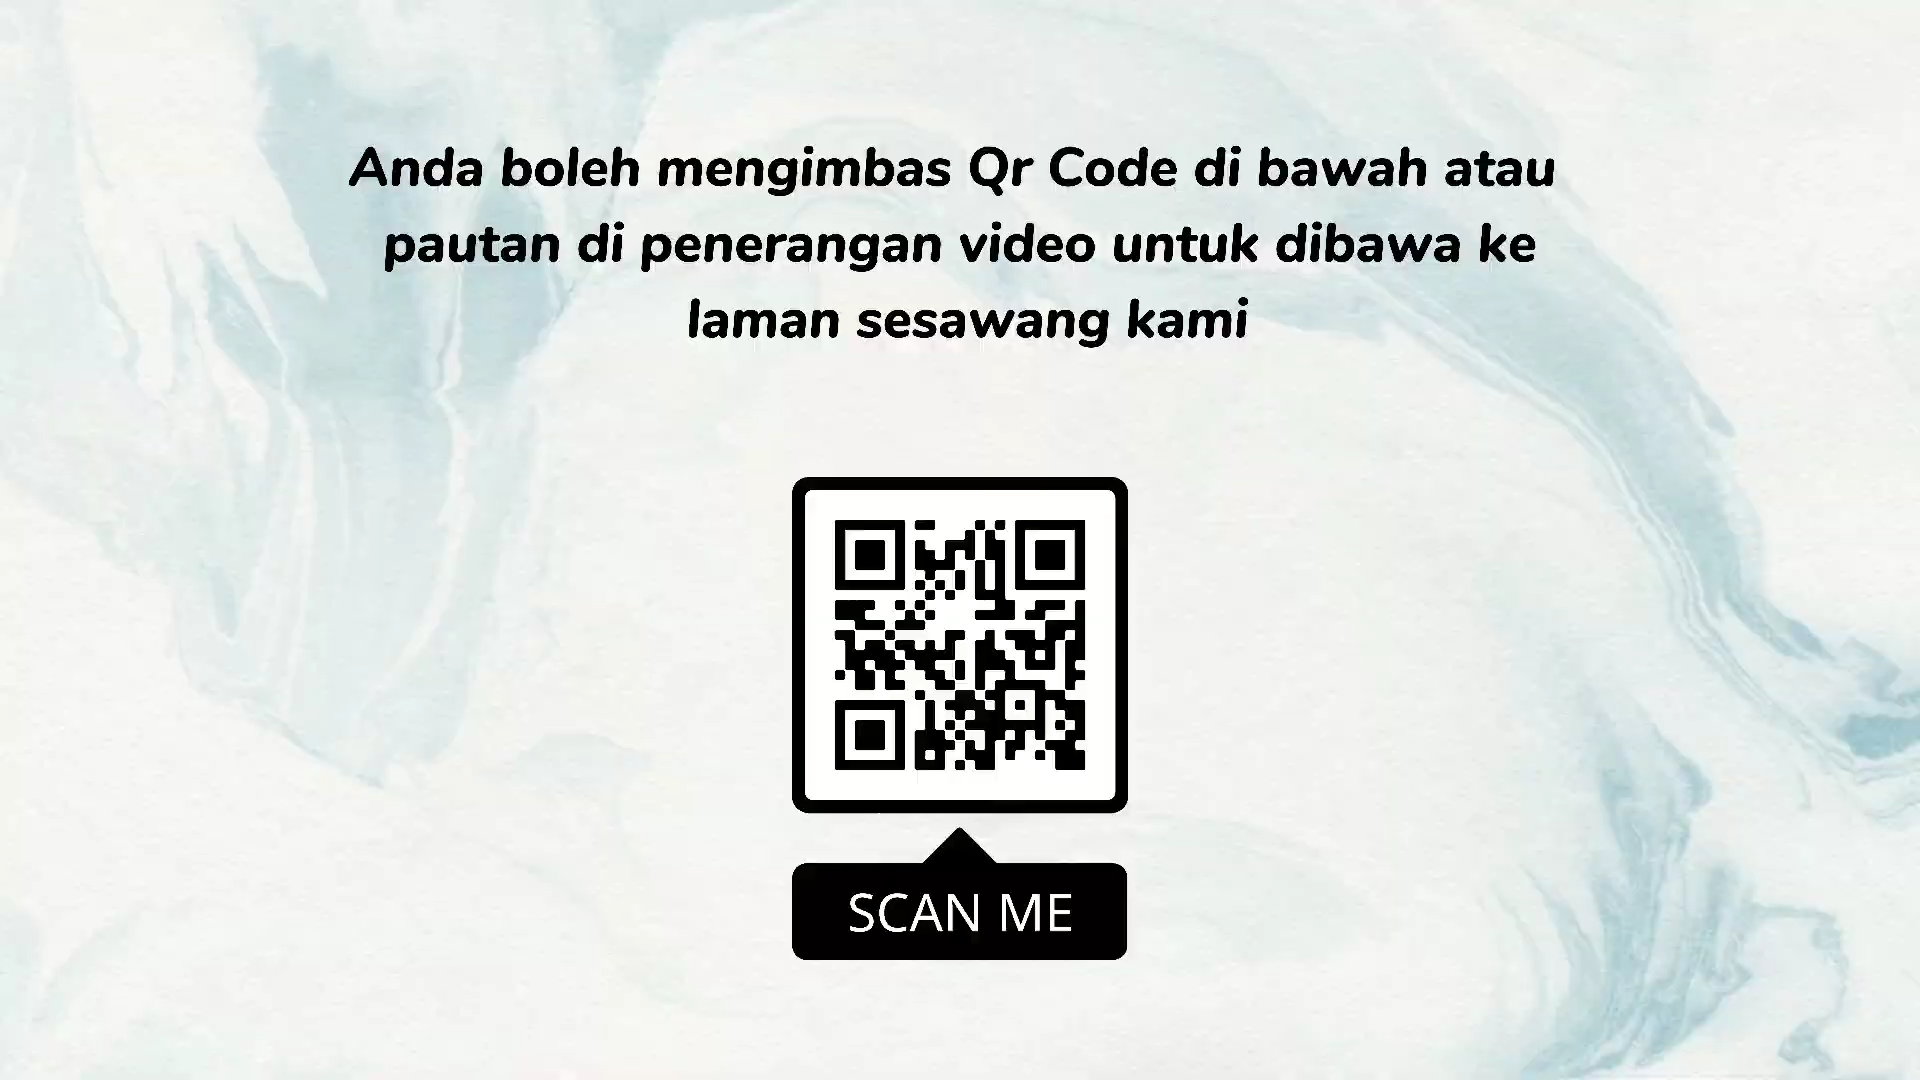 Anda boleh mengimbas Qr Code di bawah atau
pautan di penerangan video untuk dibawa ke
laman sesawang kami
SCAN ME